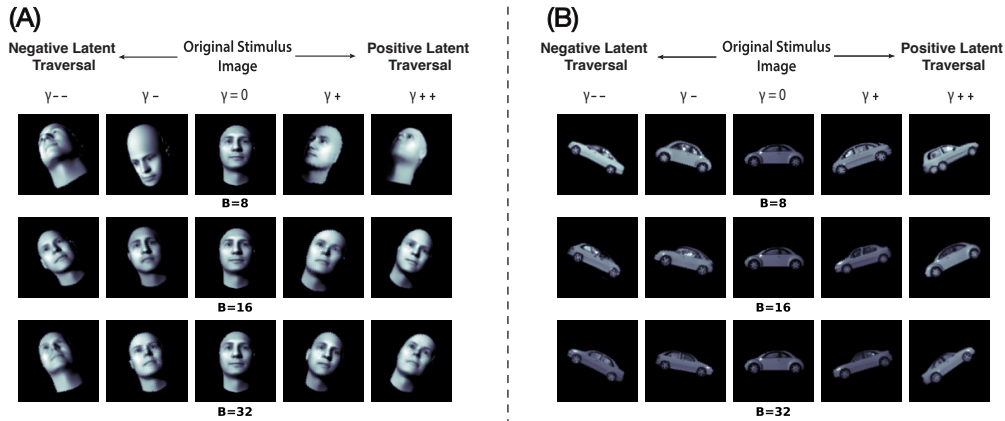 (A)
Negative Latent
Traversal
Original Stimulus
Image
Positive Latent
Traversal
γ - -
γ -
γ = 0
γ +
γ + +
B=8
B=16
B=32
(B)
Negative Latent
Traversal
Original Stimulus
Image
Positive Latent
Traversal
γ - -
γ -
γ = 0
γ +
γ + +
B=8
B=16
B=32